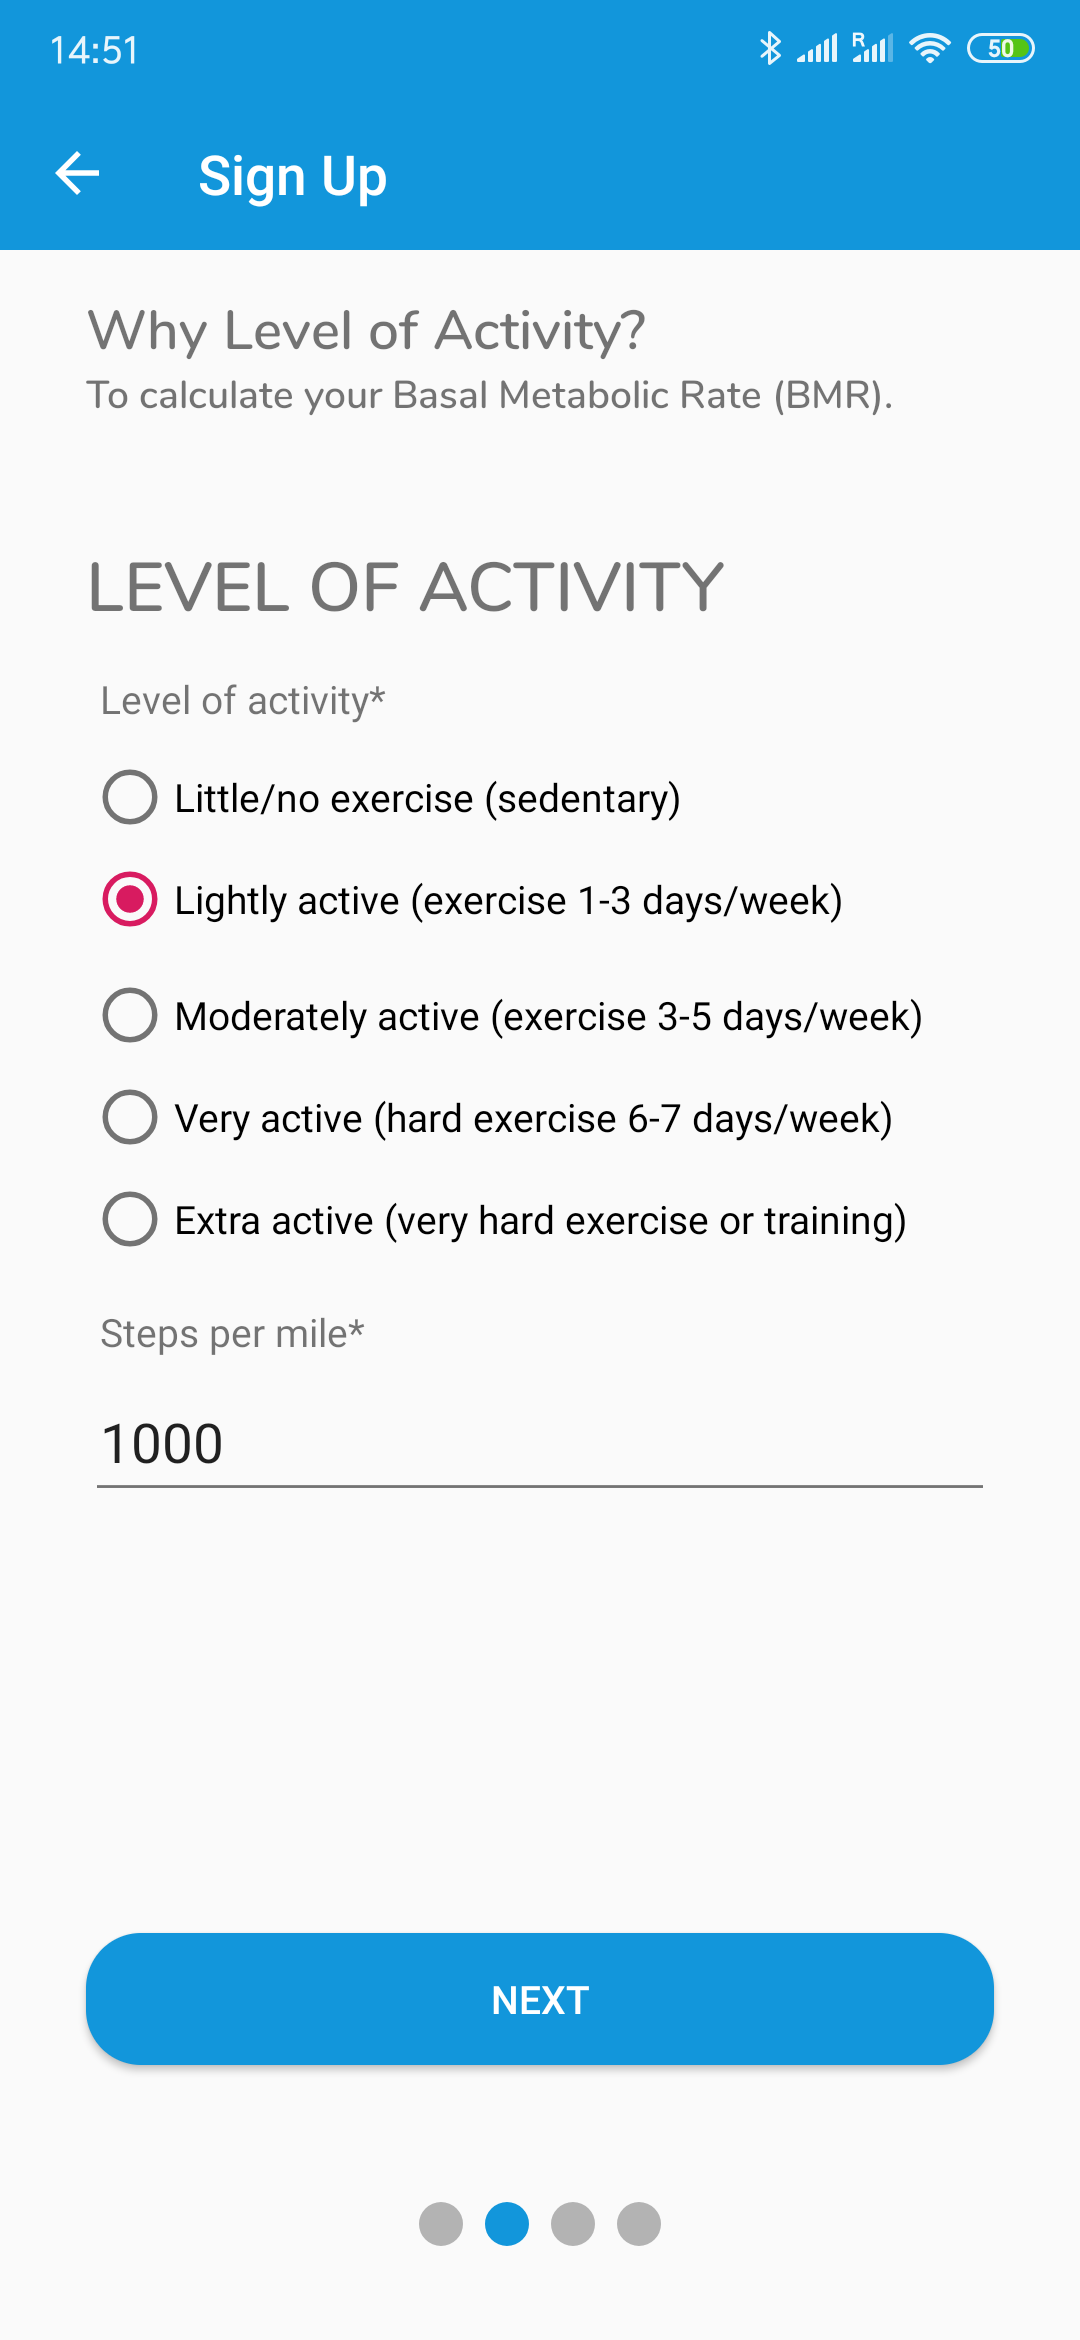 14:51
R
50
Sign Up
Why Level of Activity?
To calculate your Basal Metabolic Rate (BMR).
LEVEL OF ACTIVITY
Level of activity*
Little/no exercise (sedentary)
Lightly active (exercise 1-3 days/week)
Moderately active (exercise 3-5 days/week)
Very active (hard exercise 6-7 days/week)
Extra active (very hard exercise or training)
Steps per mile*
1000
NEXT